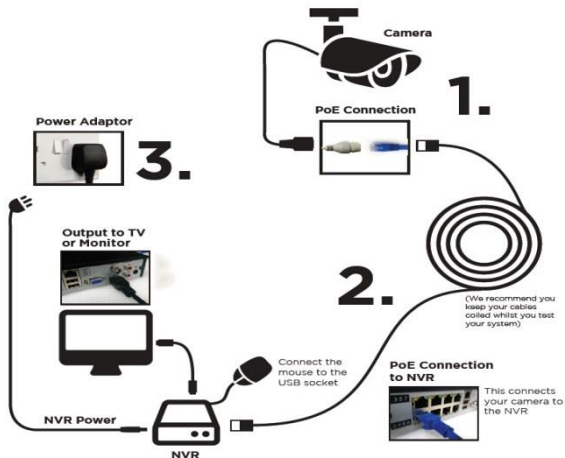 Camera
1.
PoE Connection
Power Adaptor
3.
Output to TV
or Monitor
2.
(We recommend you
keep your cables
coiled whilst you test
your system)
Connect the
mouse to the
USB socket
PoE Connection
to NVR
This connects
your camera to
the NVR
NVR Power
NVR